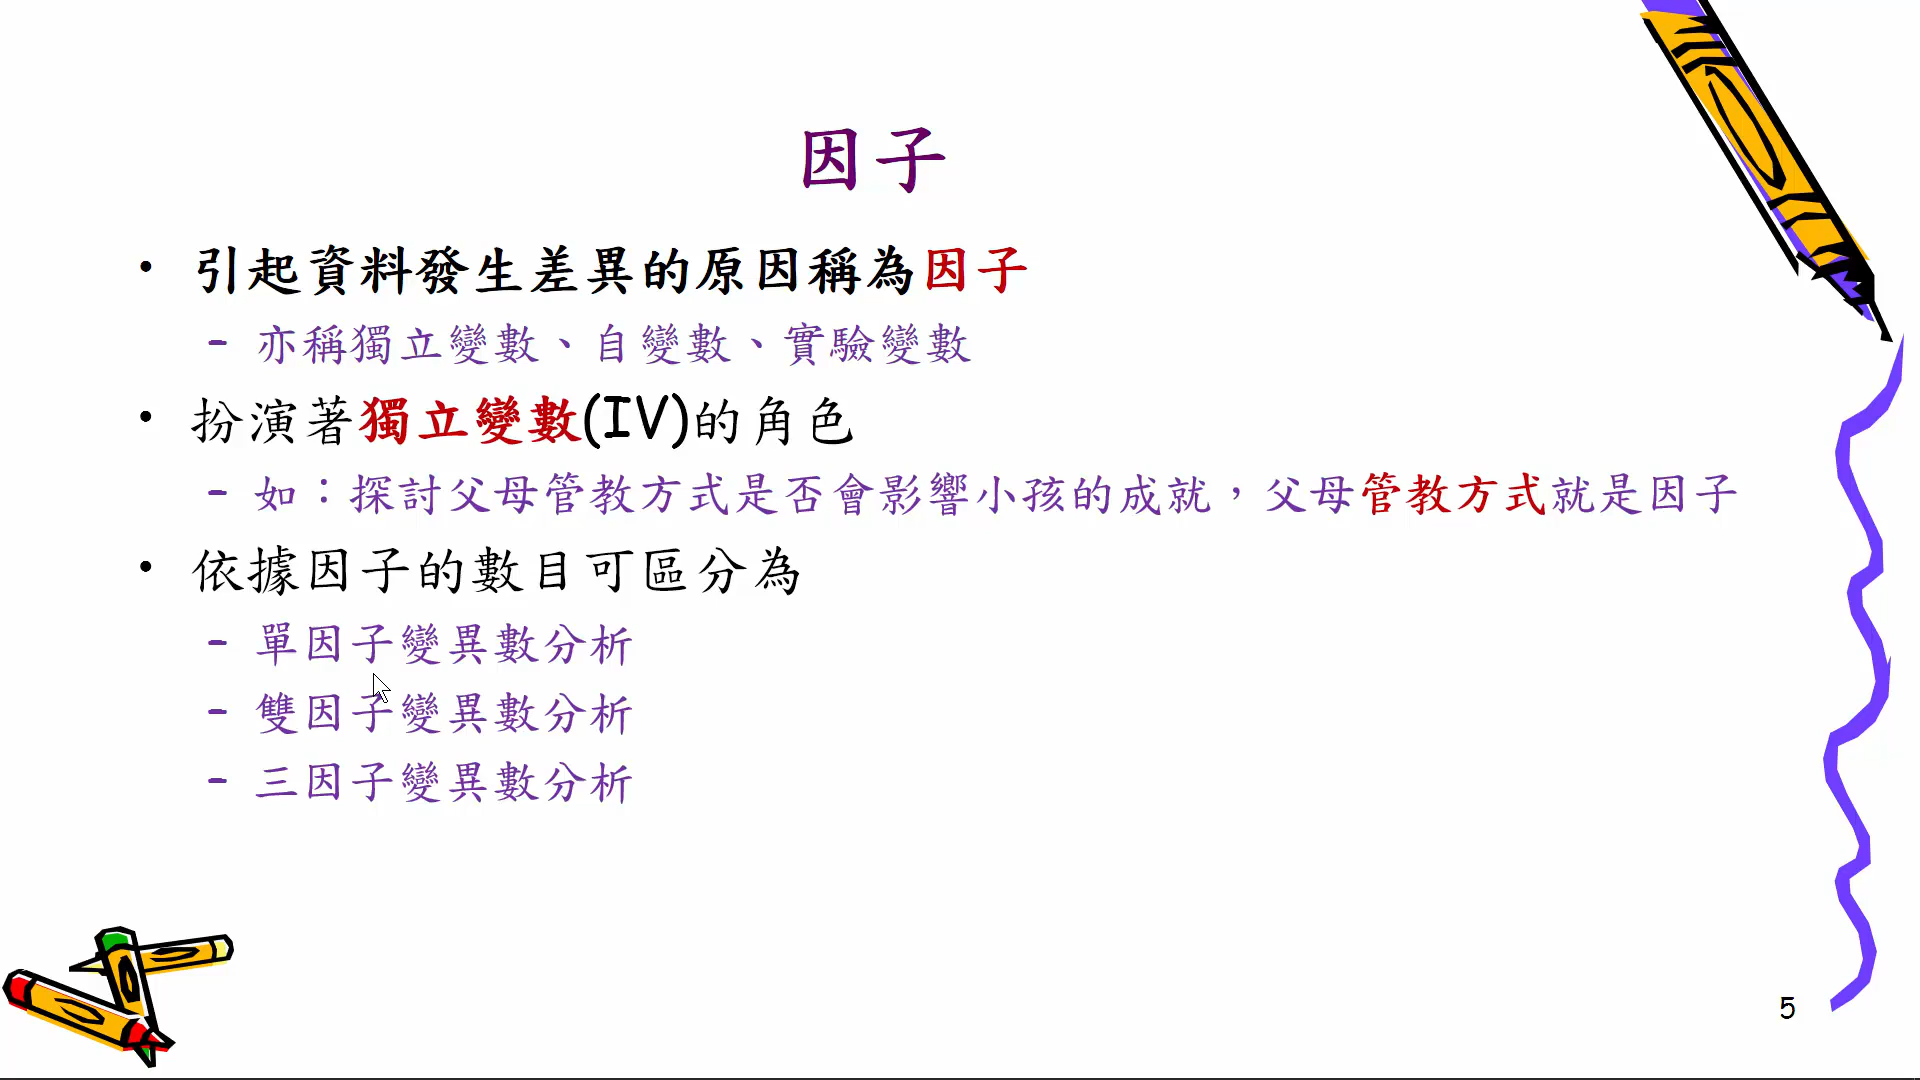 因子
• 引起資料發生差異的原因稱為因子
– 亦稱獨立變數、自變數、實驗變數
• 扮演著獨立變數(IV)的角色
– 如：探討父母管教方式是否會影響小孩的成就，父母管教方式就是因子
• 依據因子的數目可區分為
– 單因子變異數分析
– 雙因子變異數分析
– 三因子變異數分析
5